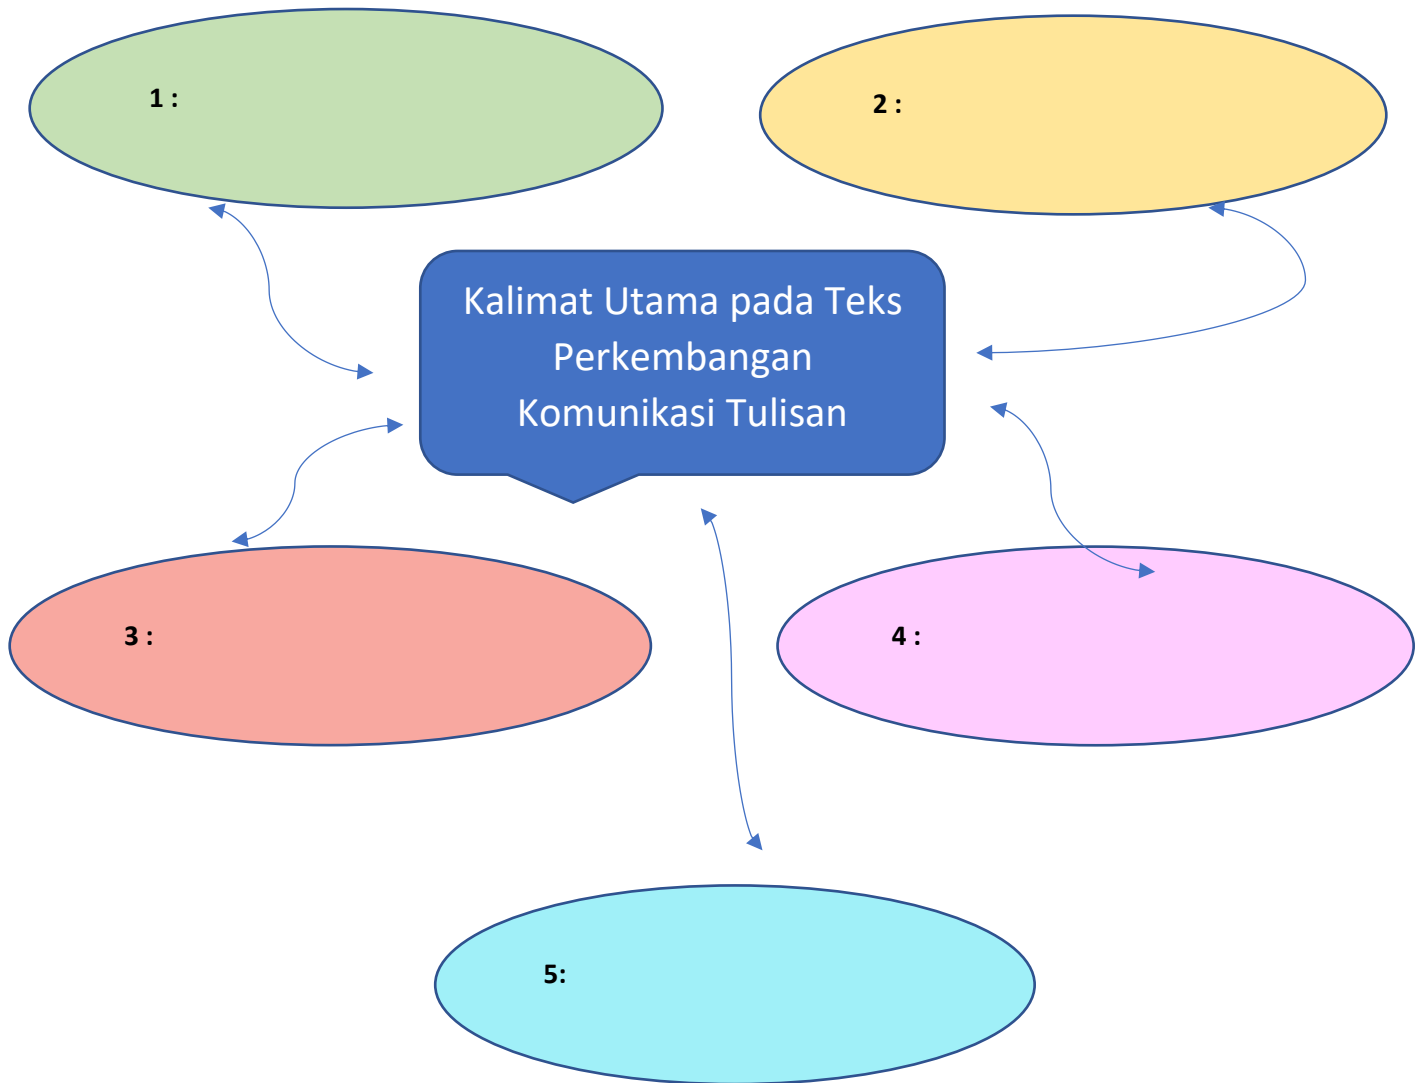 1 :
2 :
Kalimat Utama pada Teks
Perkembangan
Komunikasi Tulisan
3 :
4 :
5: